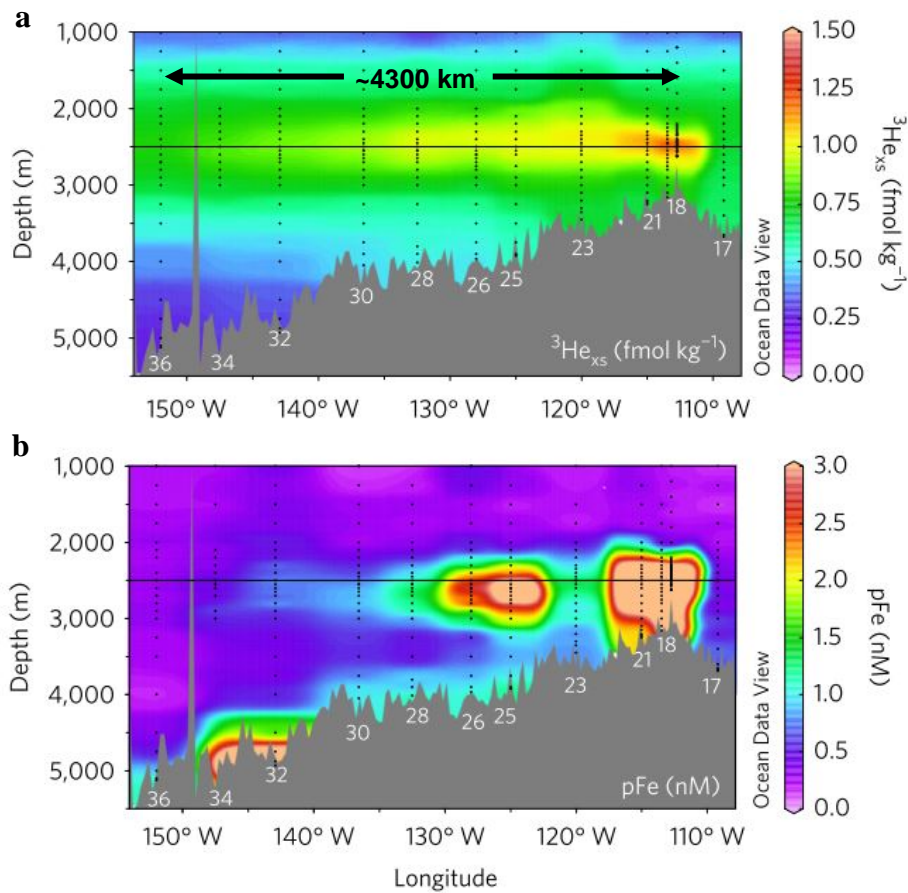 a
1,000
2,000
3,000
4,000
5,000
Depth (m)
~4300 km
36
34
32
30
28
26
25
23
21
18
17
³Heₓₛ (fmol kg⁻¹)
150° W
140° W
130° W
120° W
110° W
Ocean Data View
1.50
1.25
1.00
0.75
0.50
0.25
0.00
³Heₓₛ (fmol kg⁻¹)
b
1,000
2,000
3,000
4,000
5,000
Depth (m)
36
34
32
30
28
26
25
23
21
18
17
pFe (nM)
150° W
140° W
130° W
120° W
110° W
Longitude
Ocean Data View
3.0
2.5
2.0
1.5
1.0
0.5
0.0
pFe (nM)